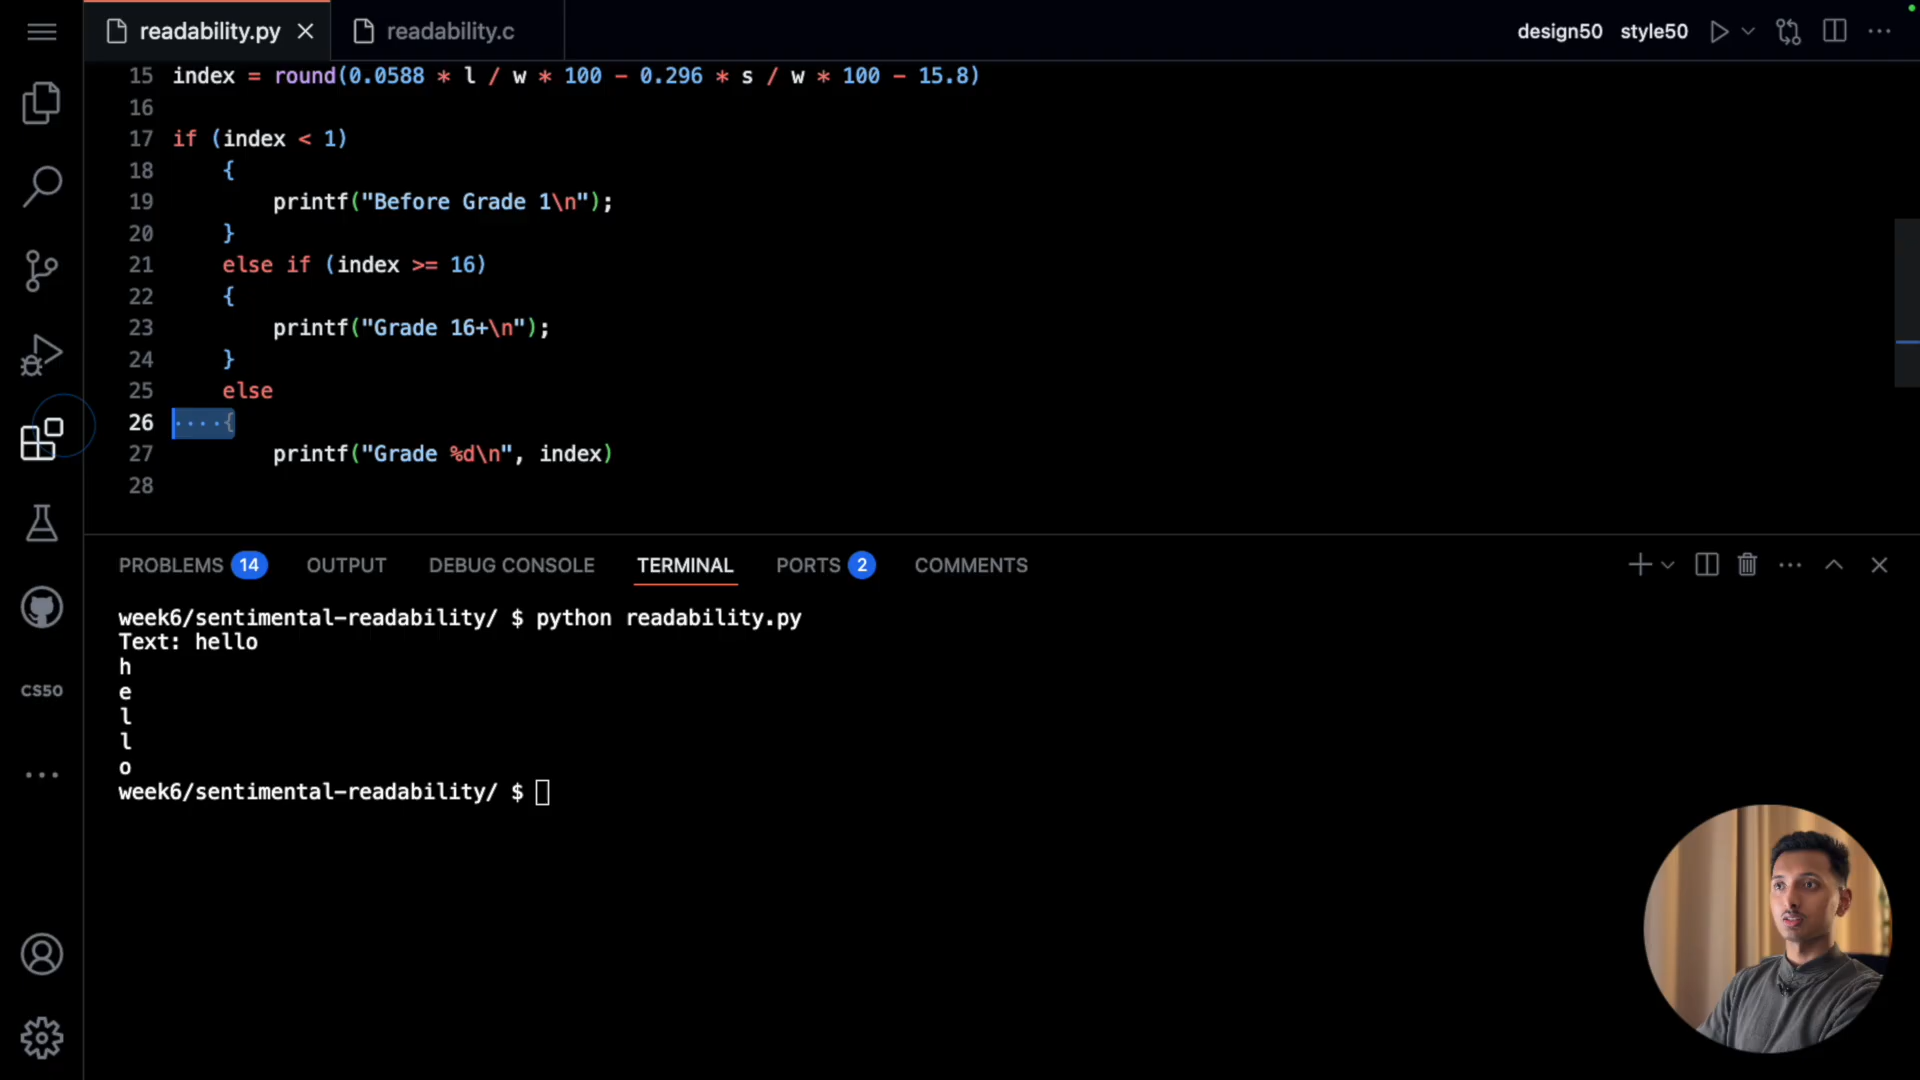 readability.py
readability.c
design50
style50
15 index = round(0.0588 * l / w * 100 - 0.296 * s / w * 100 - 15.8)
16
17 if (index < 1)
18 {
19 printf("Before Grade 1\n");
20 }
21 else if (index >= 16)
22 {
23 printf("Grade 16+\n");
24 }
25 else
26 ····{
27 printf("Grade %d\n", index)
28
PROBLEMS 14 OUTPUT DEBUG CONSOLE TERMINAL PORTS 2 COMMENTS
week6/sentimental-readability/ $ python readability.py
Text: hello
h
e
l
l
o
week6/sentimental-readability/ $
CS50